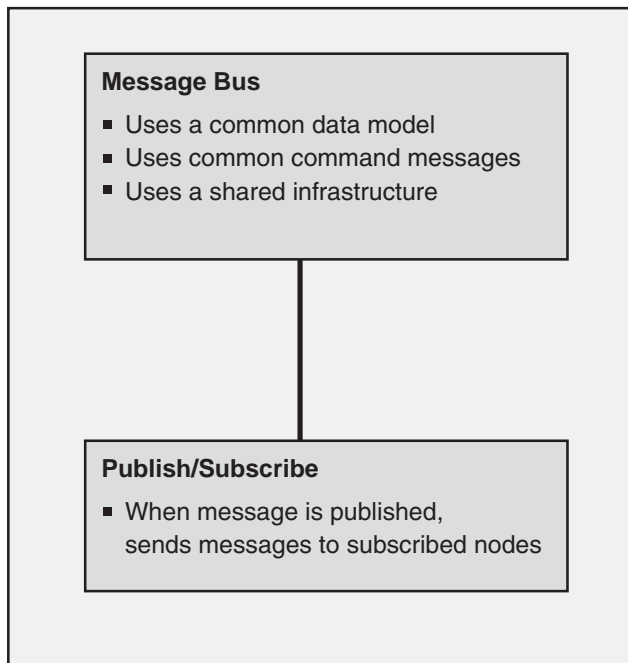 Message Bus
▪ Uses a common data model
▪ Uses common command messages
▪ Uses a shared infrastructure
Publish/Subscribe
▪ When message is published,
sends messages to subscribed nodes